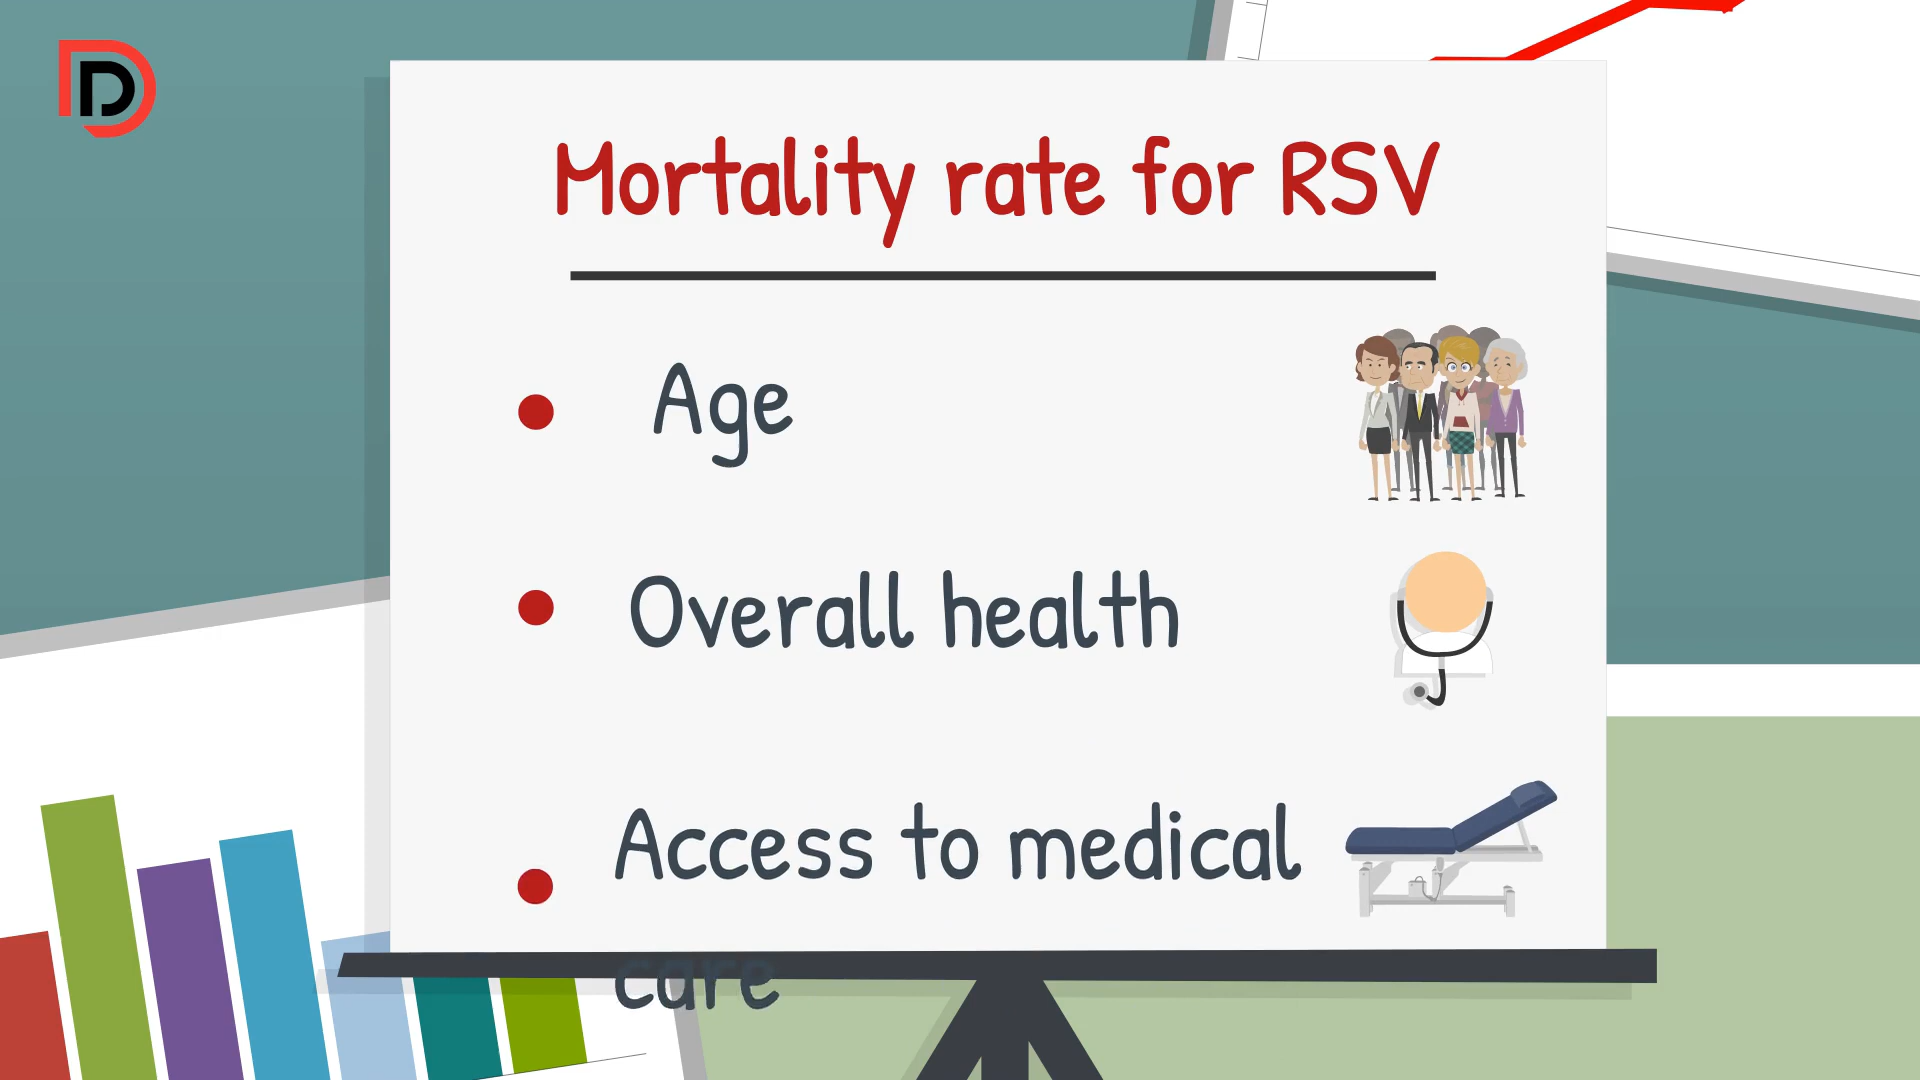 Mortality rate for RSV
Age
Overall health
Access to medical
care